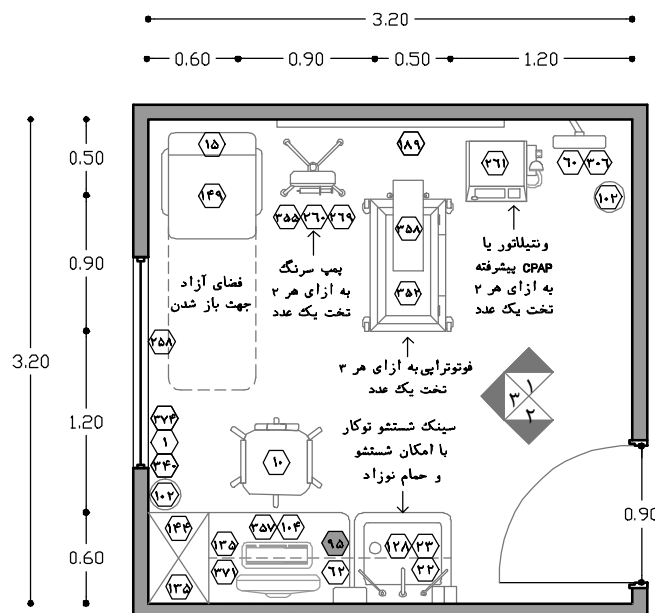 3.20
0.60 0.90 0.50 1.20
3.20
0.50
0.90
1.20
0.60
۱۵
۱۸۹
۲۶۱
۶۰ ۳۰۶
۱۴۹
۱۰۲
۳۵۵ ۲۶۰ ۲۶۹
۳۵۸
۳۵۲
پمپ سرنگ
به ازای هر ۲
تخت یک عدد
ونتیلاتور یا
CPAP پیشرفته
به ازای هر ۲
تخت یک عدد
فضای آزاد
جهت باز شدن
۲۵۸
فوتوتراپی به ازای هر ۳
تخت یک عدد
۱
۳
۲
۳۷۴
۱
۳۴۰
۱۰۲
سینک شستشو توکار
با امکان شستشو
و حمام نوزاد
۱۰
0.90
۱۴۴
۱۳۵
۱۳۵
۳۷۱
۳۵۷ ۱۰۴
۹۵
۶۲
۱۲۸ ۲۳
۲۲